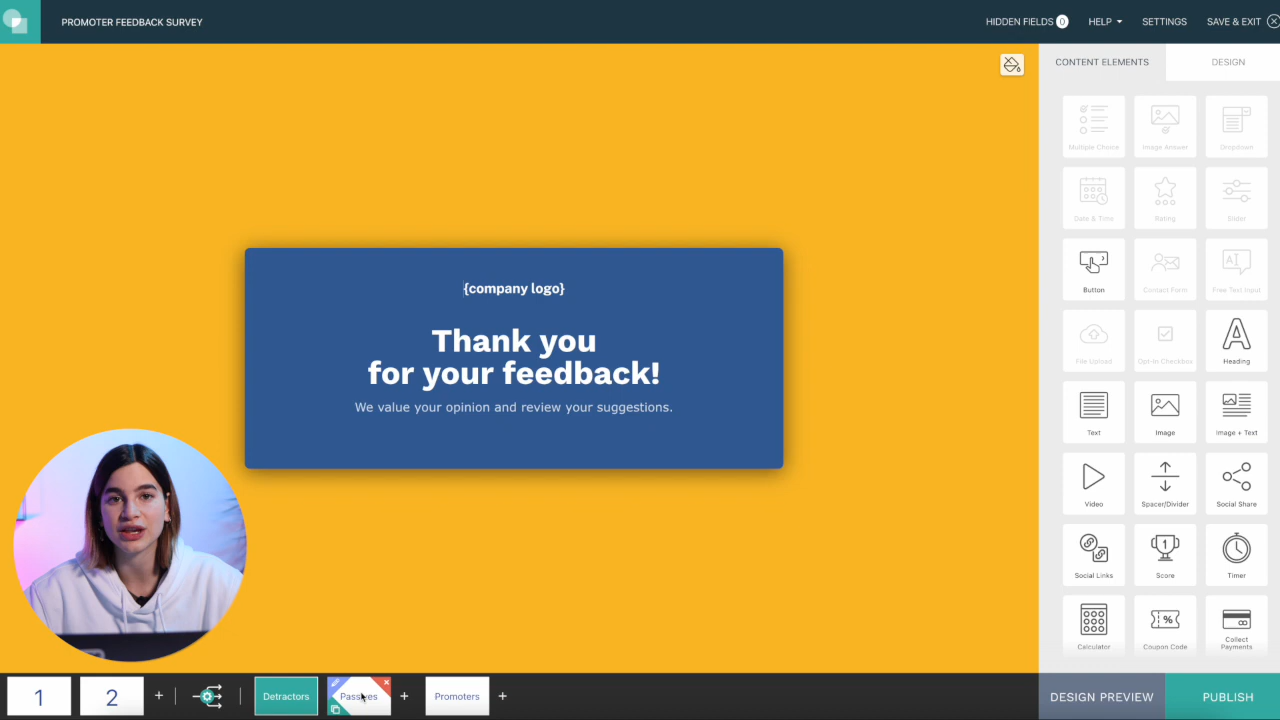 PROMOTER FEEDBACK SURVEY
HIDDEN FIELDS 0
HELP
SETTINGS
SAVE & EXIT
CONTENT ELEMENTS
DESIGN
Multiple Choice
Image Answer
Dropdown
Date & Time
Rating
Slider
Button
Contact Form
Free Text Input
File Upload
Opt-In Checkbox
Heading
Text
Image
Image + Text
Video
Spacer/Divider
Social Share
Social Links
Score
Timer
Calculator
Coupon Code
Collect
Payments
{company logo}
Thank you
for your feedback!
We value your opinion and review your suggestions.
1
2
+
Detractors
Passives
+
Promoters
+
DESIGN PREVIEW
PUBLISH